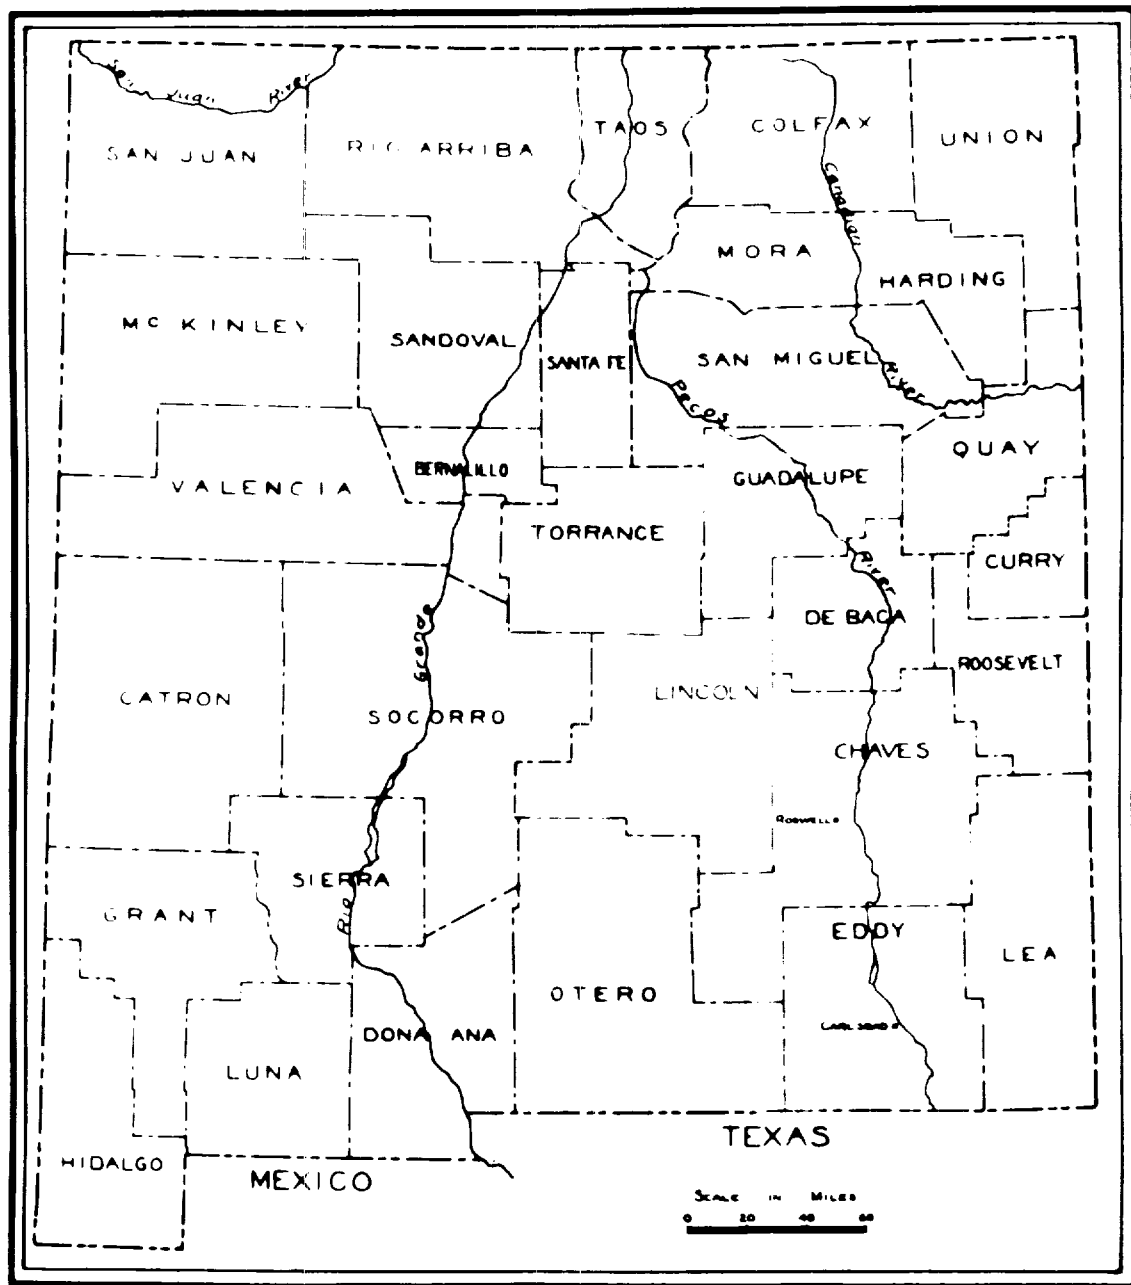 San Juan River
SAN JUAN
RIO ARRIBA
TAOS
COLFAX
UNION
Canadian
MORA
HARDING
MC KINLEY
SANDOVAL
SANTA FE
SAN MIGUEL
River
Pecos
QUAY
BERNALILLO
GUADALUPE
VALENCIA
TORRANCE
River
CURRY
DE BACA
Grande
ROOSEVELT
CATRON
LINCOLN
SOCORRO
CHAVES
ROSWELL
SIERRA
GRANT
Rio
EDDY
LEA
OTERO
CARLSBAD
DONA ANA
LUNA
TEXAS
HIDALGO
MEXICO
SCALE IN MILES
0 20 40 60